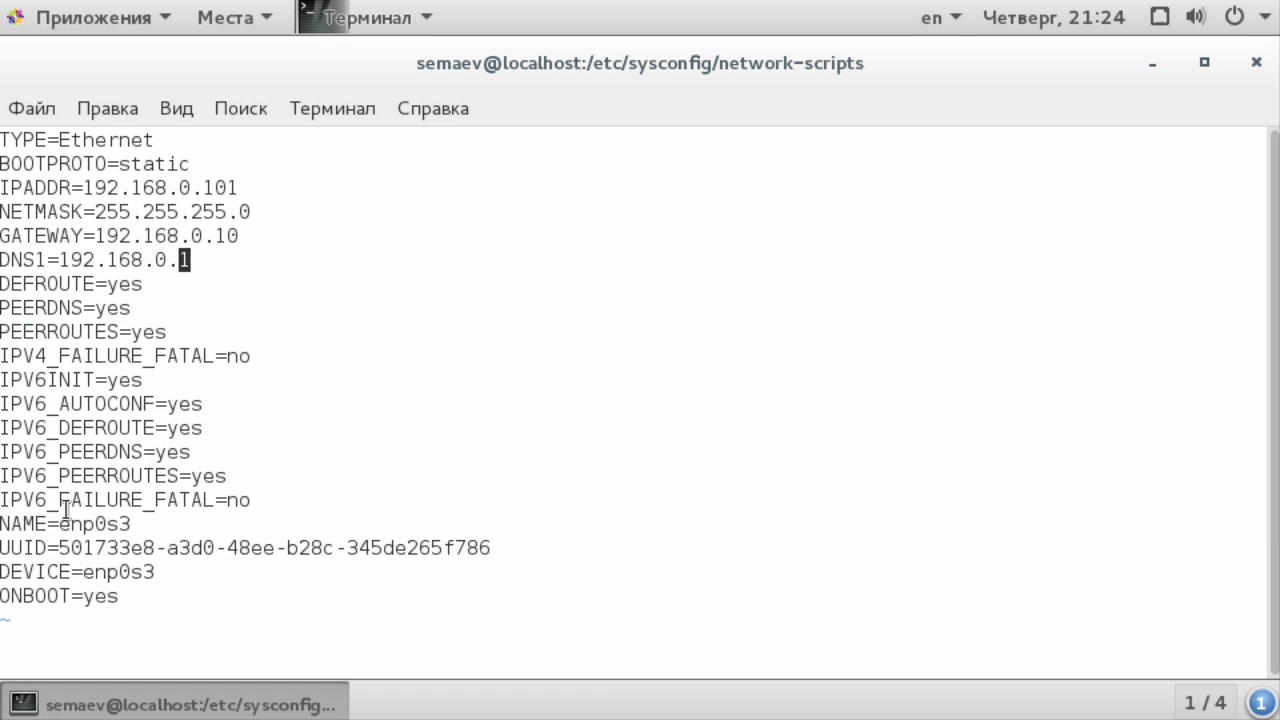 Приложения Места Терминал en Четверг, 21:24
semaev@localhost:/etc/sysconfig/network-scripts
Файл Правка Вид Поиск Терминал Справка
TYPE=Ethernet
BOOTPROTO=static
IPADDR=192.168.0.101
NETMASK=255.255.255.0
GATEWAY=192.168.0.10
DNS1=192.168.0.1
DEFROUTE=yes
PEERDNS=yes
PEERROUTES=yes
IPV4_FAILURE_FATAL=no
IPV6INIT=yes
IPV6_AUTOCONF=yes
IPV6_DEFROUTE=yes
IPV6_PEERDNS=yes
IPV6_PEERROUTES=yes
IPV6_FAILURE_FATAL=no
NAME=enp0s3
UUID=501733e8-a3d0-48ee-b28c-345de265f786
DEVICE=enp0s3
ONBOOT=yes
~
semaev@localhost:/etc/sysconfig... 1 / 4 1